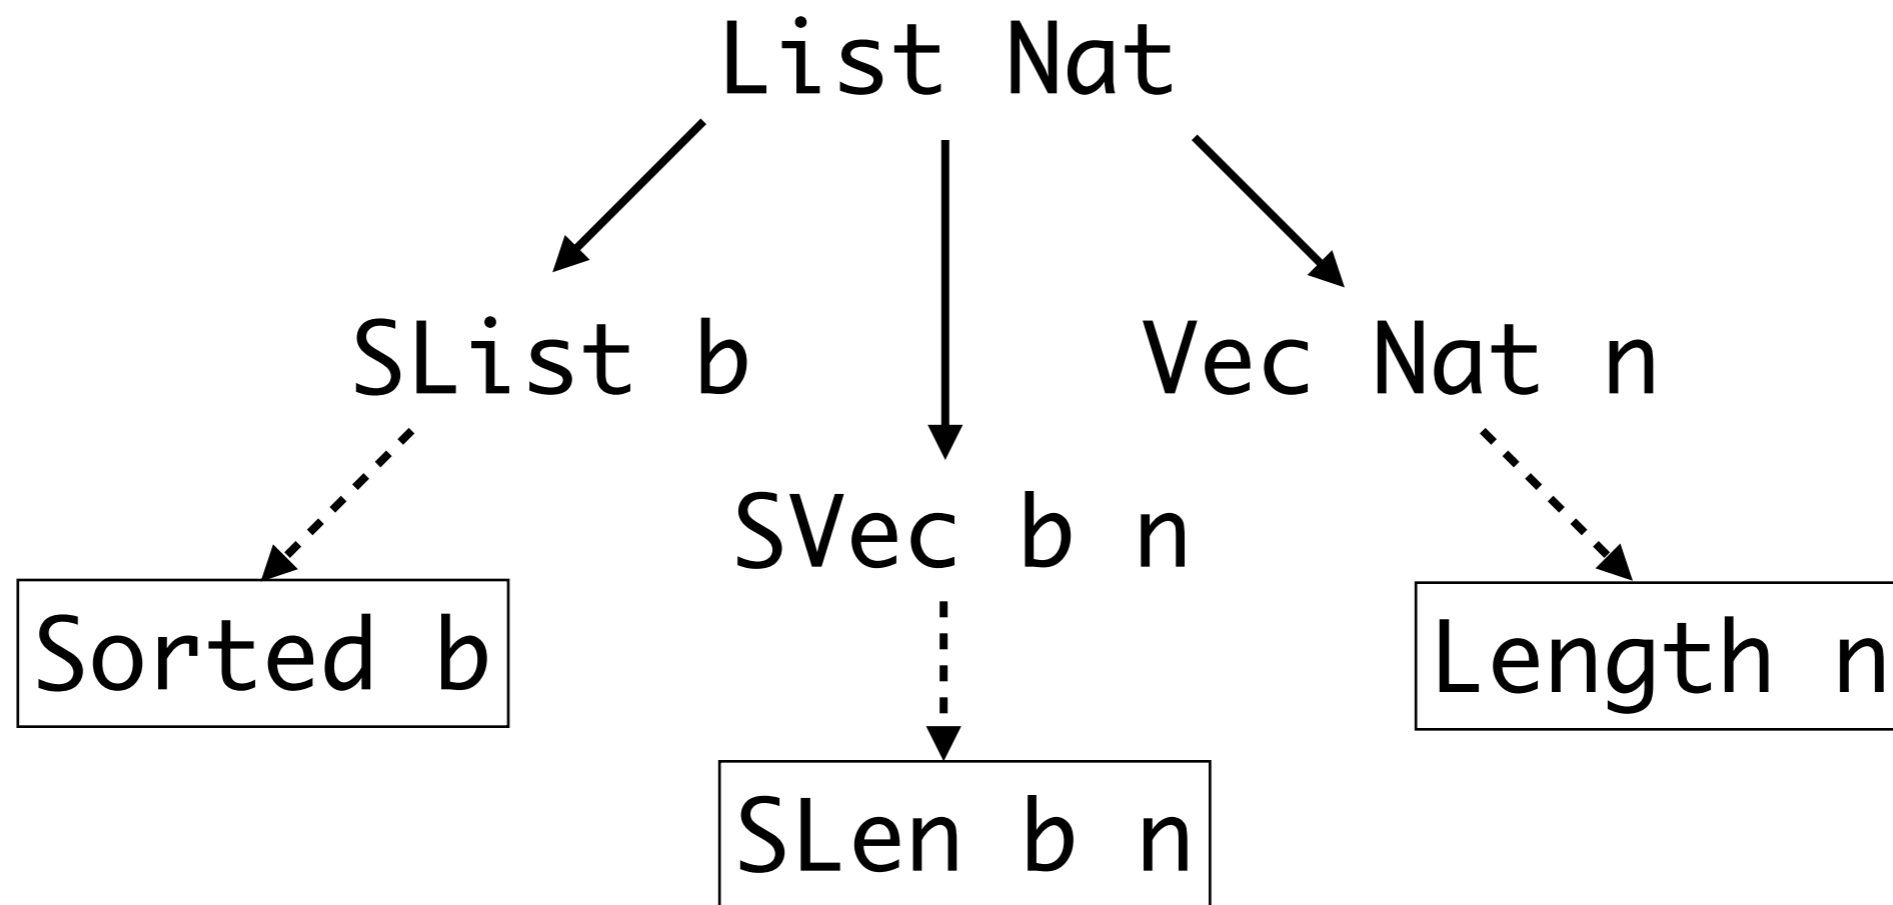 List Nat
SList b
Vec Nat n
SVec b n
Sorted b
Length n
SLen b n